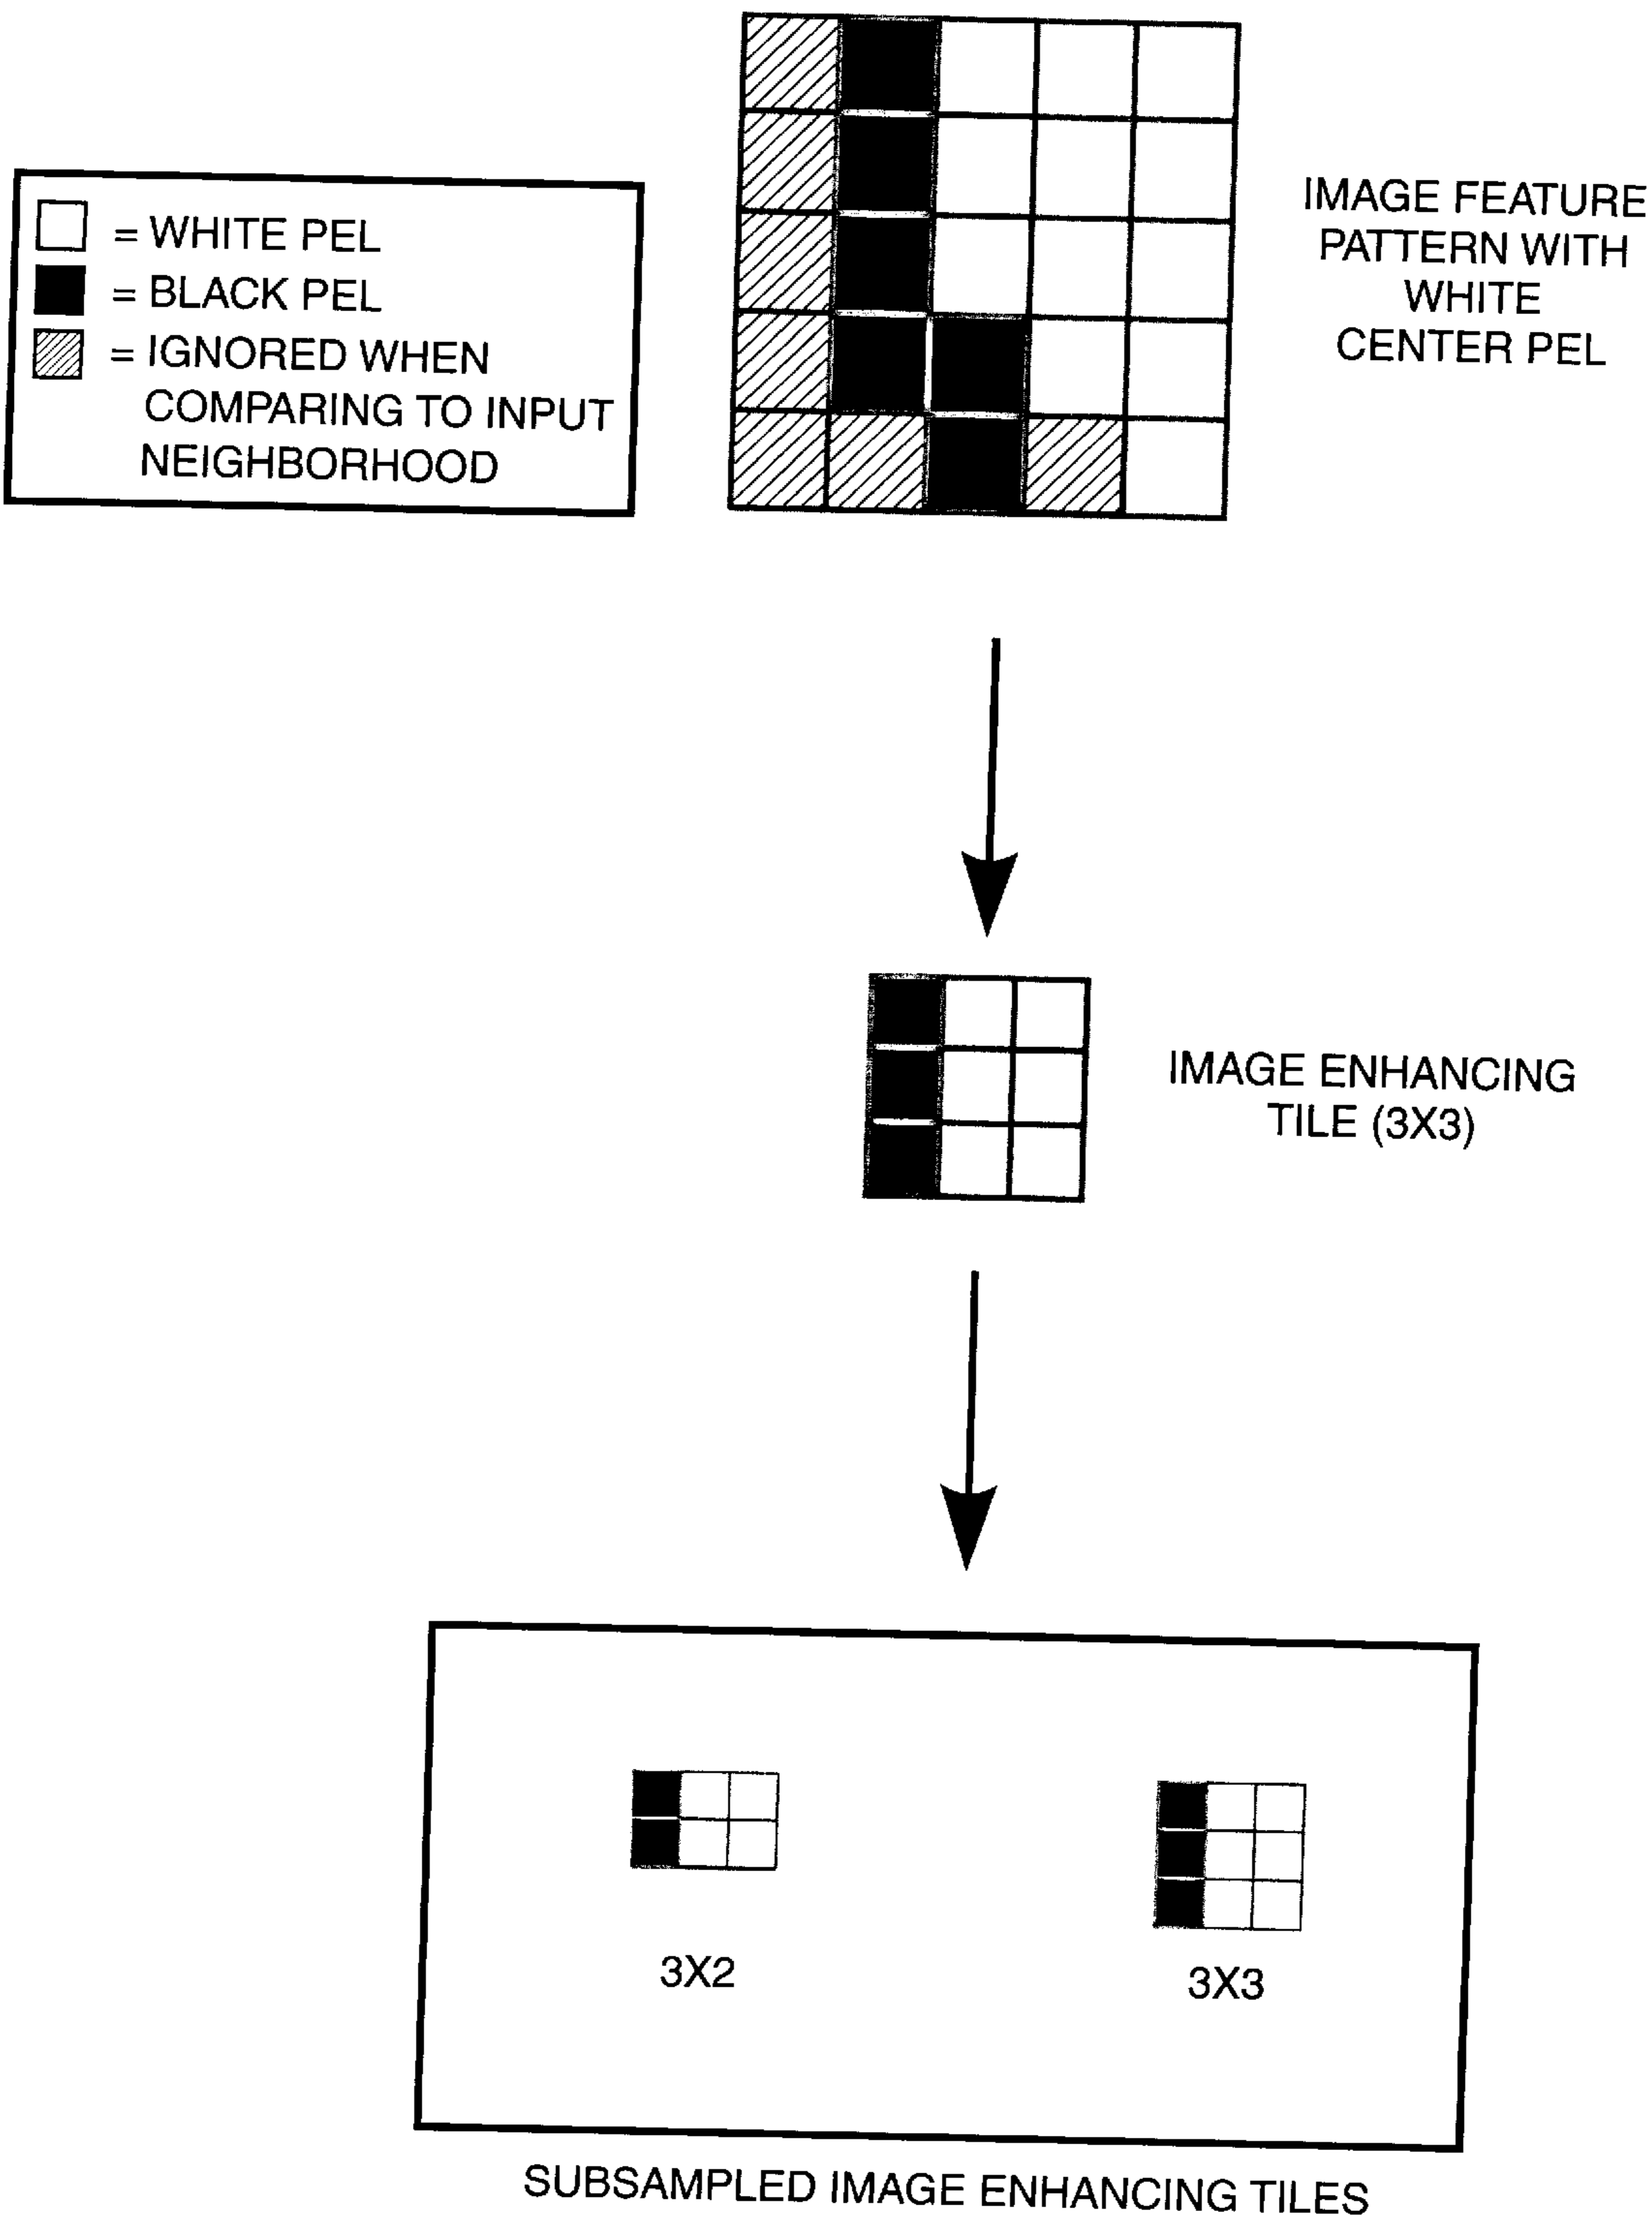 IMAGE FEATURE
PATTERN WITH
WHITE
CENTER PEL
= WHITE PEL
= BLACK PEL
= IGNORED WHEN
COMPARING TO INPUT
NEIGHBORHOOD
IMAGE ENHANCING
TILE (3X3)
3X2
3X3
SUBSAMPLED IMAGE ENHANCING TILES